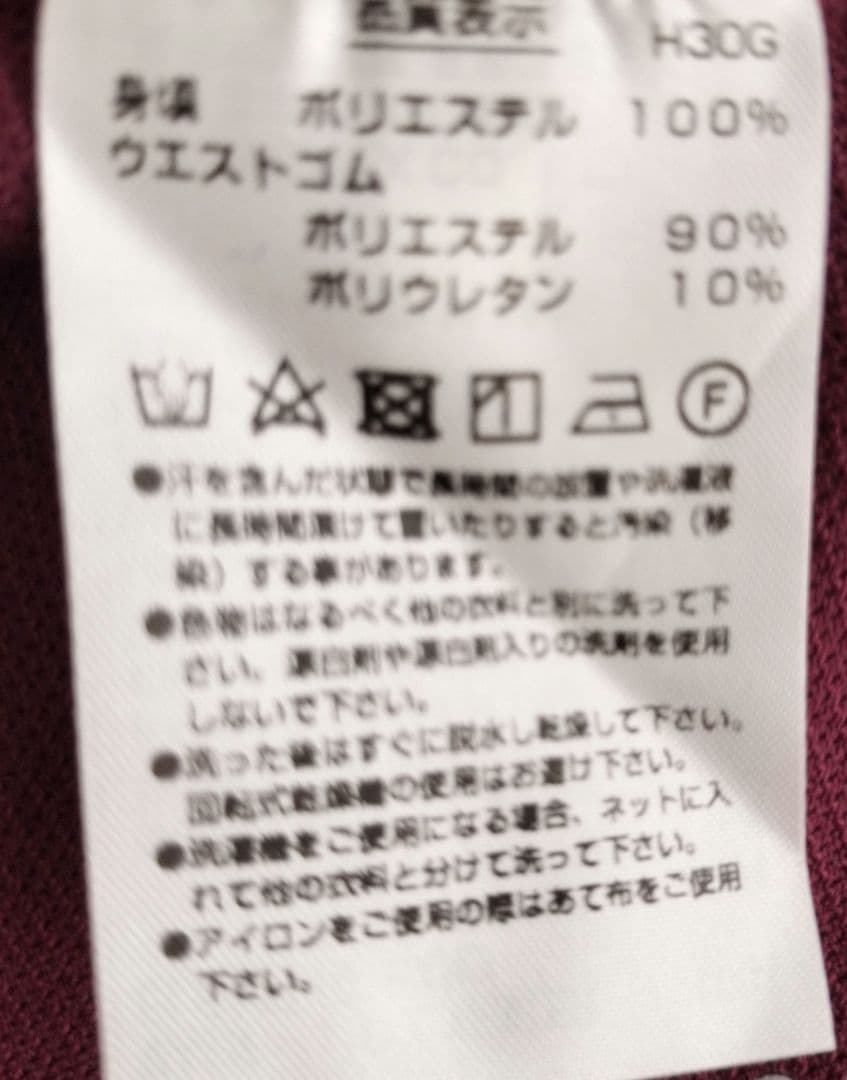 品質表示
H30G
身頃 ポリエステル 100%
ウエストゴム
ポリエステル 90%
ポリウレタン 10%
F
●汗を含んだ状態で長時間の放置や洗濯液
に長時間漬けて置いたりすると汚染（移
染）する事があります。
●色物はなるべく他の衣料と別に洗って下
さい。漂白剤や漂白剤入りの洗剤を使用
しないで下さい。
●洗った後はすぐに脱水し乾燥して下さい。
回転式乾燥機の使用はお避け下さい。
●洗濯機をご使用になる場合、ネットに入
れて他の衣料と分けて洗って下さい。
●アイロンをご使用の際はあて布をご使用
下さい。